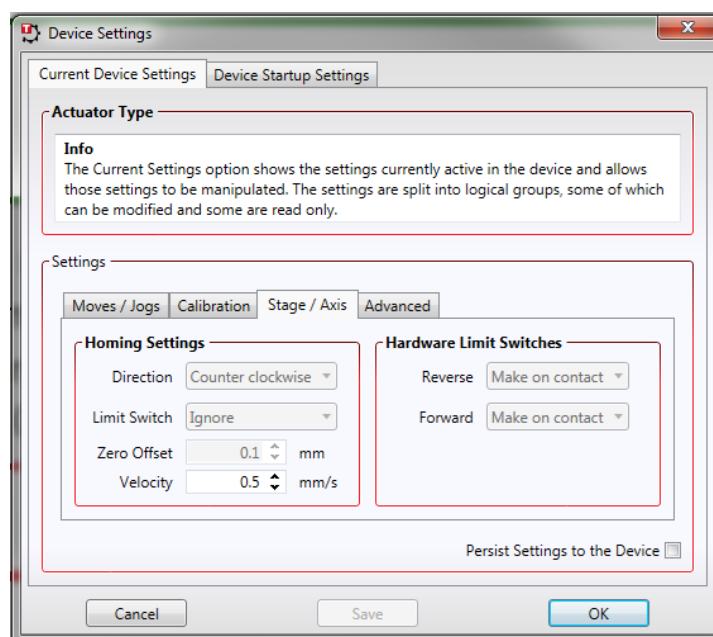 Device Settings
Current Device Settings Device Startup Settings
Actuator Type
Info
The Current Settings option shows the settings currently active in the device and allows
those settings to be manipulated. The settings are split into logical groups, some of which
can be modified and some are read only.
Settings
Moves / Jogs Calibration Stage / Axis Advanced
Homing Settings
Direction Counter clockwise
Limit Switch Ignore
Zero Offset 0.1 mm
Velocity 0.5 mm/s
Hardware Limit Switches
Reverse Make on contact
Forward Make on contact
Persist Settings to the Device
Cancel Save OK